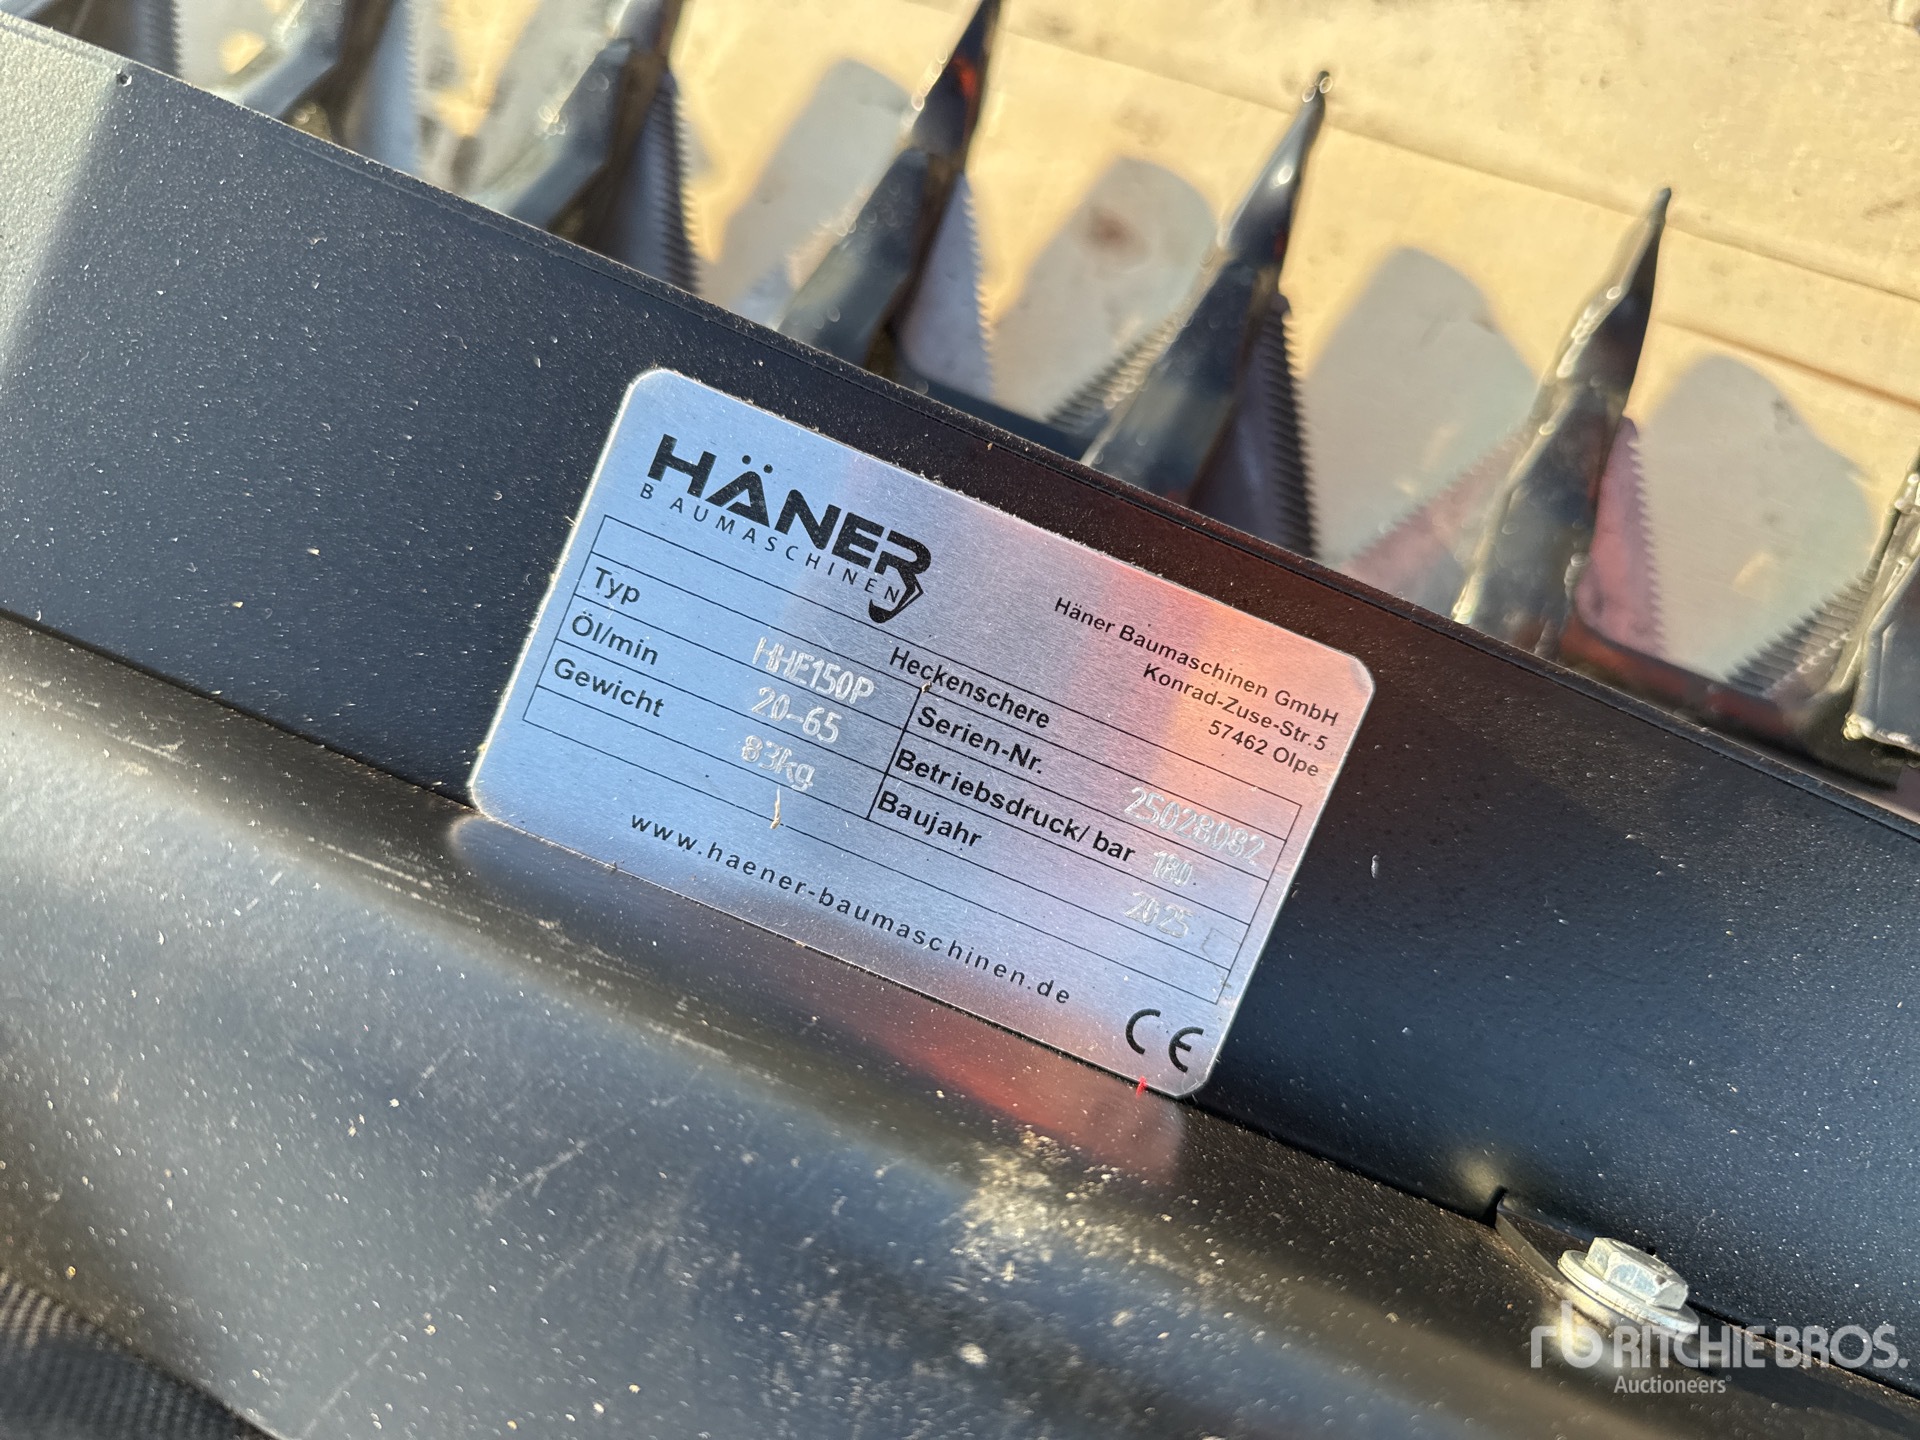 HÄNER
BAUMASCHINEN
Häner Baumaschinen GmbH
Konrad-Zuse-Str.5
57462 Olpe
Heckenschere
Typ HHE150P Serien-Nr. 25028082
Öl/min 20-65 Betriebsdruck/ bar 180
Gewicht 83kg Baujahr 2025
www.haener-baumaschinen.de
CE
rb RITCHIE BROS.
Auctioneers